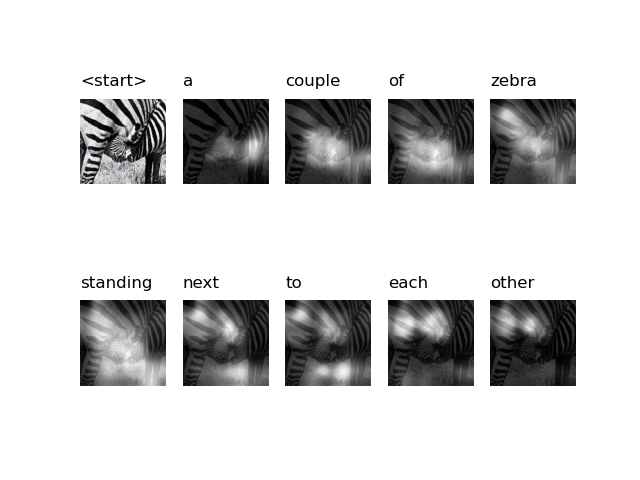 <start> a couple of zebra
standing next to each other